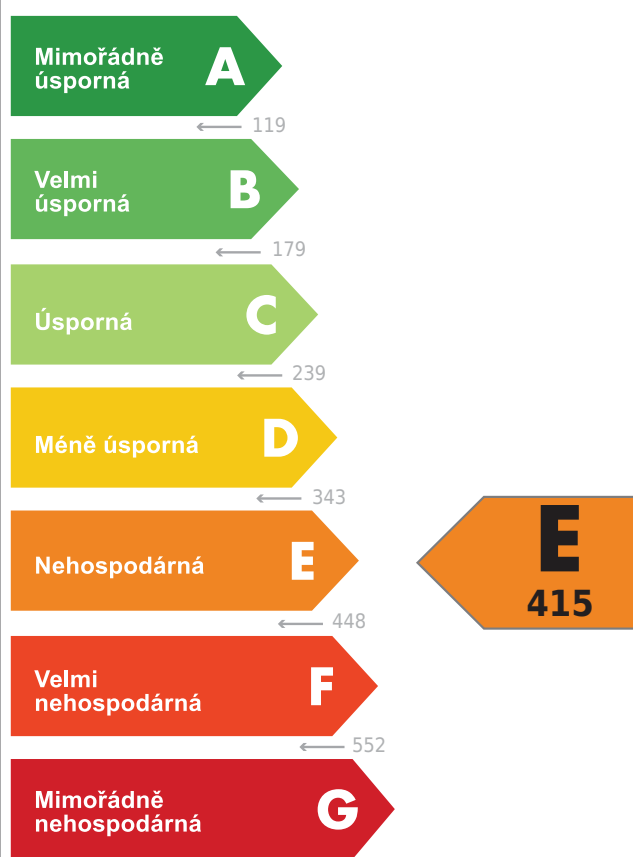 Mimořádně
úsporná
A
← 119
Velmi
úsporná
B
← 179
Úsporná
C
← 239
Méně úsporná
D
← 343
Nehospodárná
E
E
415
← 448
Velmi
nehospodárná
F
← 552
Mimořádně
nehospodárná
G